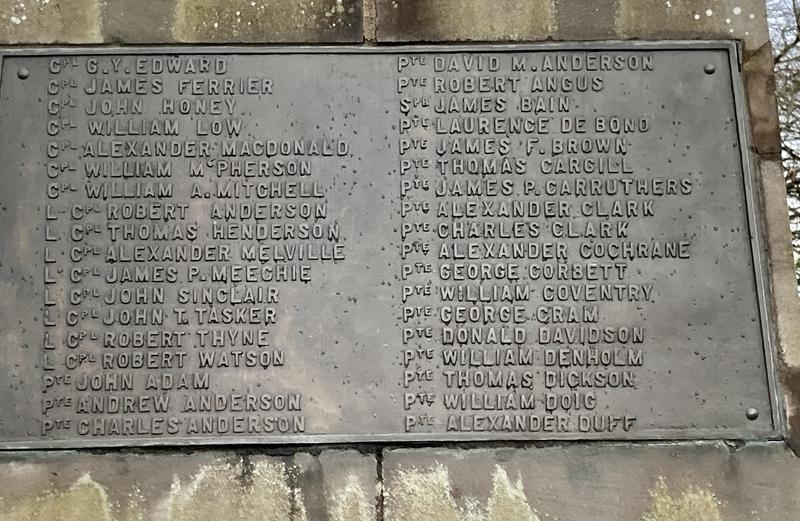 CPL G.Y. EDWARD
CPL JAMES FERRIER
CPL JOHN HONEY
CPL WILLIAM LOW
CPL ALEXANDER MACDONALD
CPL WILLIAM MCPHERSON
CPL WILLIAM A. MITCHELL
L CPL ROBERT ANDERSON
L CPL THOMAS HENDERSON
L CPL ALEXANDER MELVILLE
L CPL JAMES P. MEECHIE
L CPL JOHN SINCLAIR
L CPL JOHN T. TASKER
L CPL ROBERT THYNE
L CPL ROBERT WATSON
PTE JOHN ADAM
PTE ANDREW ANDERSON
PTE CHARLES ANDERSON
PTE DAVID M. ANDERSON
PTE ROBERT ANGUS
SPR JAMES BAIN
PTE LAURENCE DE BONO
PTE JAMES F. BROWN
PTE THOMAS CARGILL
PTE JAMES P. CARRUTHERS
PTE ALEXANDER CLARK
PTE CHARLES CLARK
PTE ALEXANDER COCHRANE
PTE GEORGE CORBETT
PTE WILLIAM COVENTRY
PTE GEORGE CRAM
PTE DONALD DAVIDSON
PTE WILLIAM DENHOLM
PTE THOMAS DICKSON
PTE WILLIAM DOIG
PTE ALEXANDER DUFF